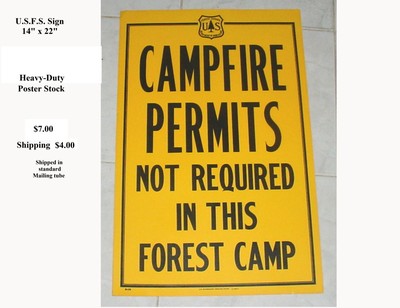 U.S.F.S. Sign
14" x 22"
Heavy-Duty
Poster Stock
$7.00
Shipping $4.00
Shipped in
standard
Mailing tube
U S
CAMPFIRE
PERMITS
NOT REQUIRED
IN THIS
FOREST CAMP